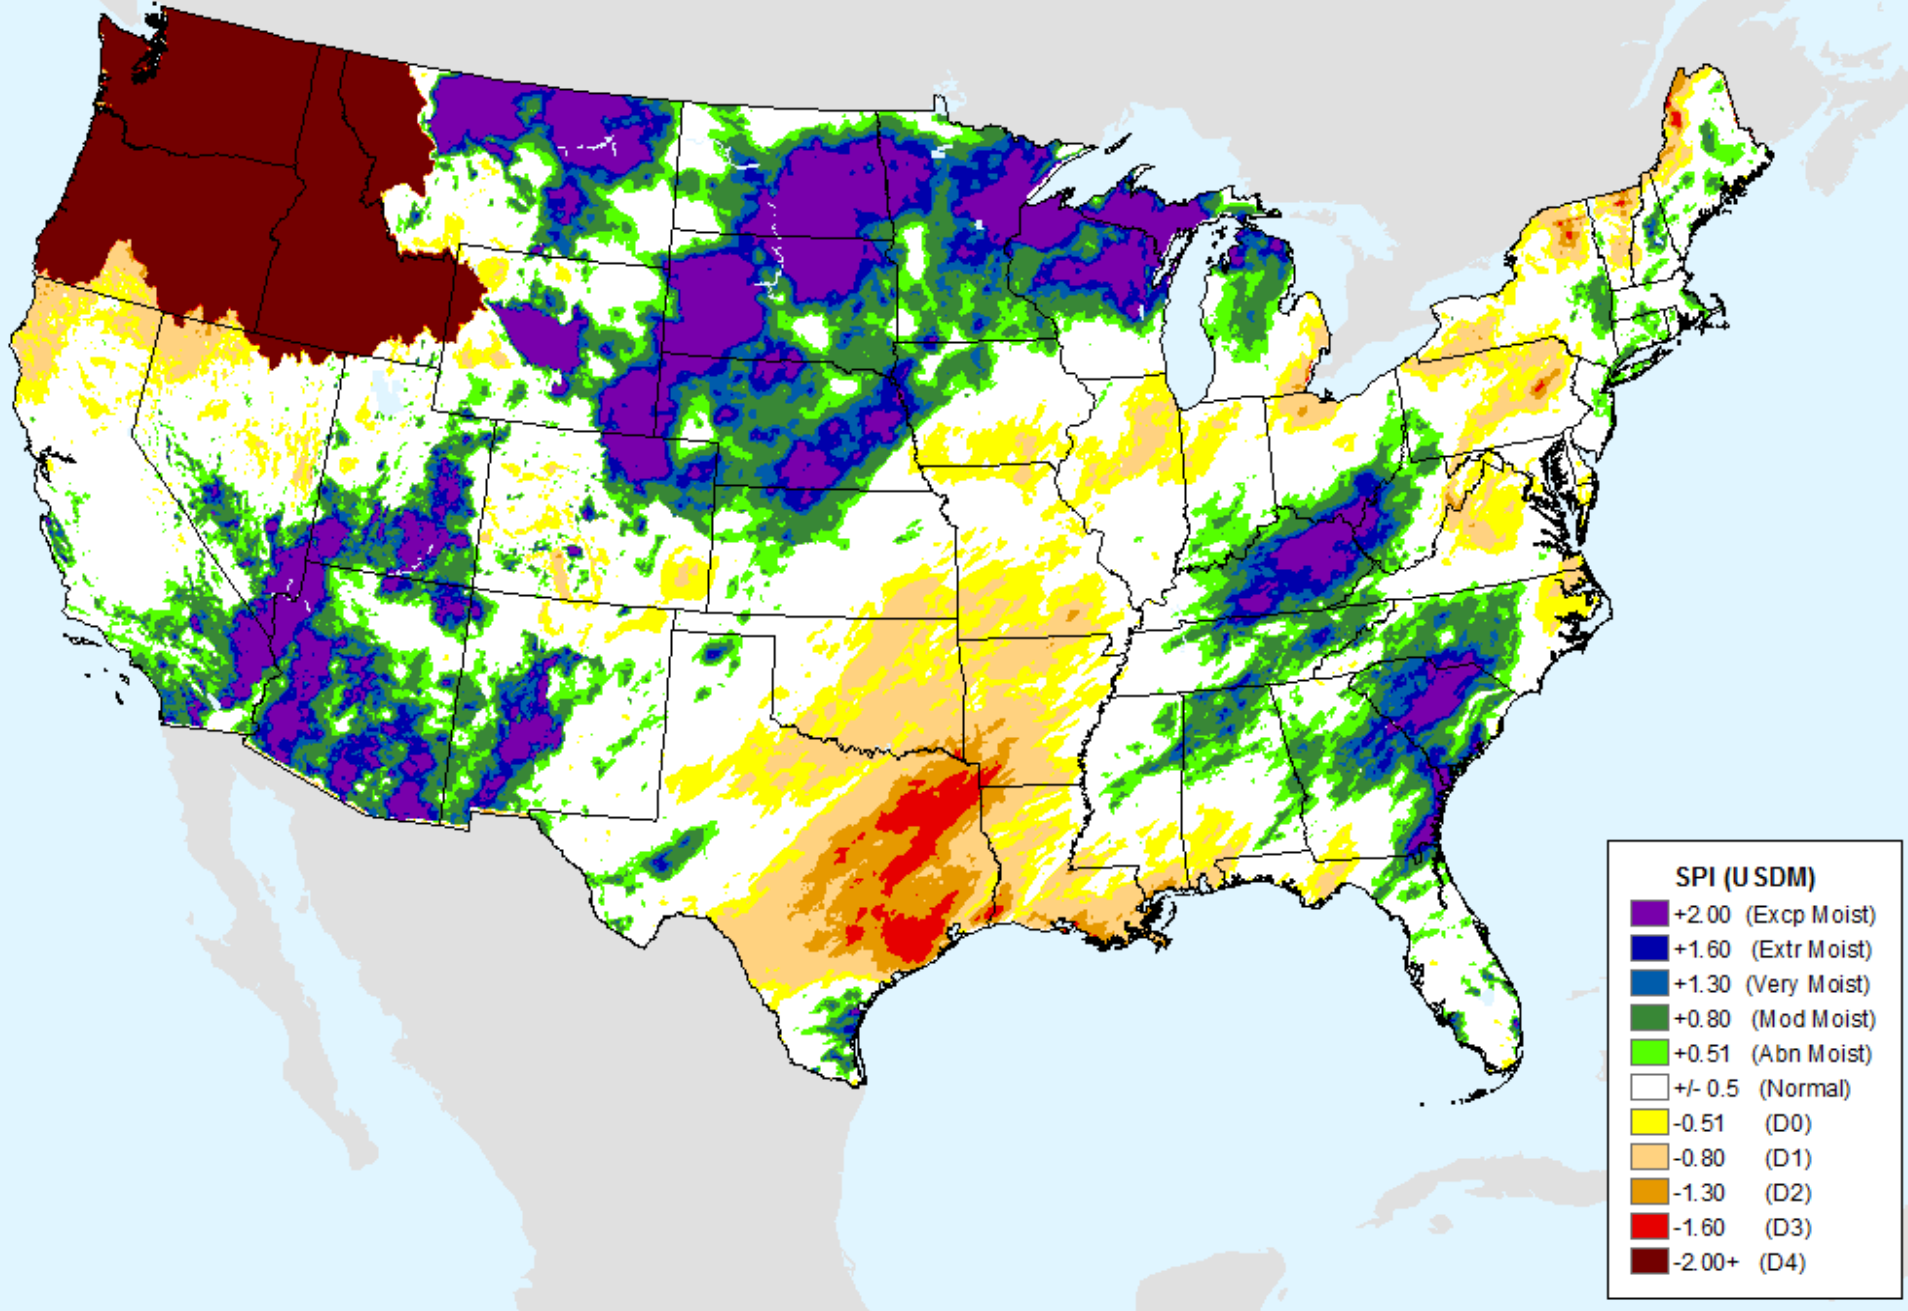 SPI (USDM)
+2.00 (Excp Moist)
+1.60 (Extr Moist)
+1.30 (Very Moist)
+0.80 (Mod Moist)
+0.51 (Abn Moist)
+/- 0.5 (Normal)
-0.51 (D0)
-0.80 (D1)
-1.30 (D2)
-1.60 (D3)
-2.00+ (D4)